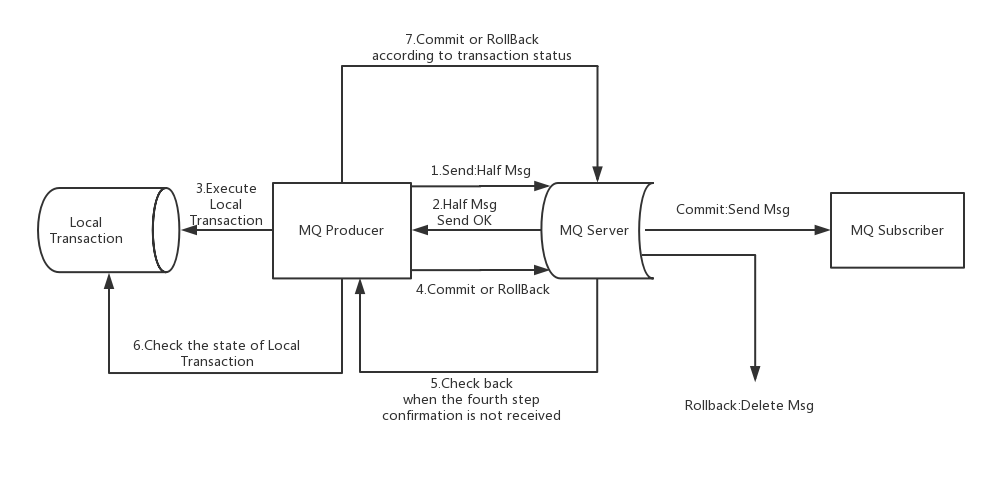 7.Commit or RollBack
according to transaction status
1.Send:Half Msg
3.Execute
Local
Transaction
2.Half Msg
Send OK
Commit:Send Msg
Local
Transaction
MQ Producer
MQ Server
MQ Subscriber
4.Commit or RollBack
6.Check the state of Local
Transaction
5.Check back
when the fourth step
confirmation is not received
Rollback:Delete Msg